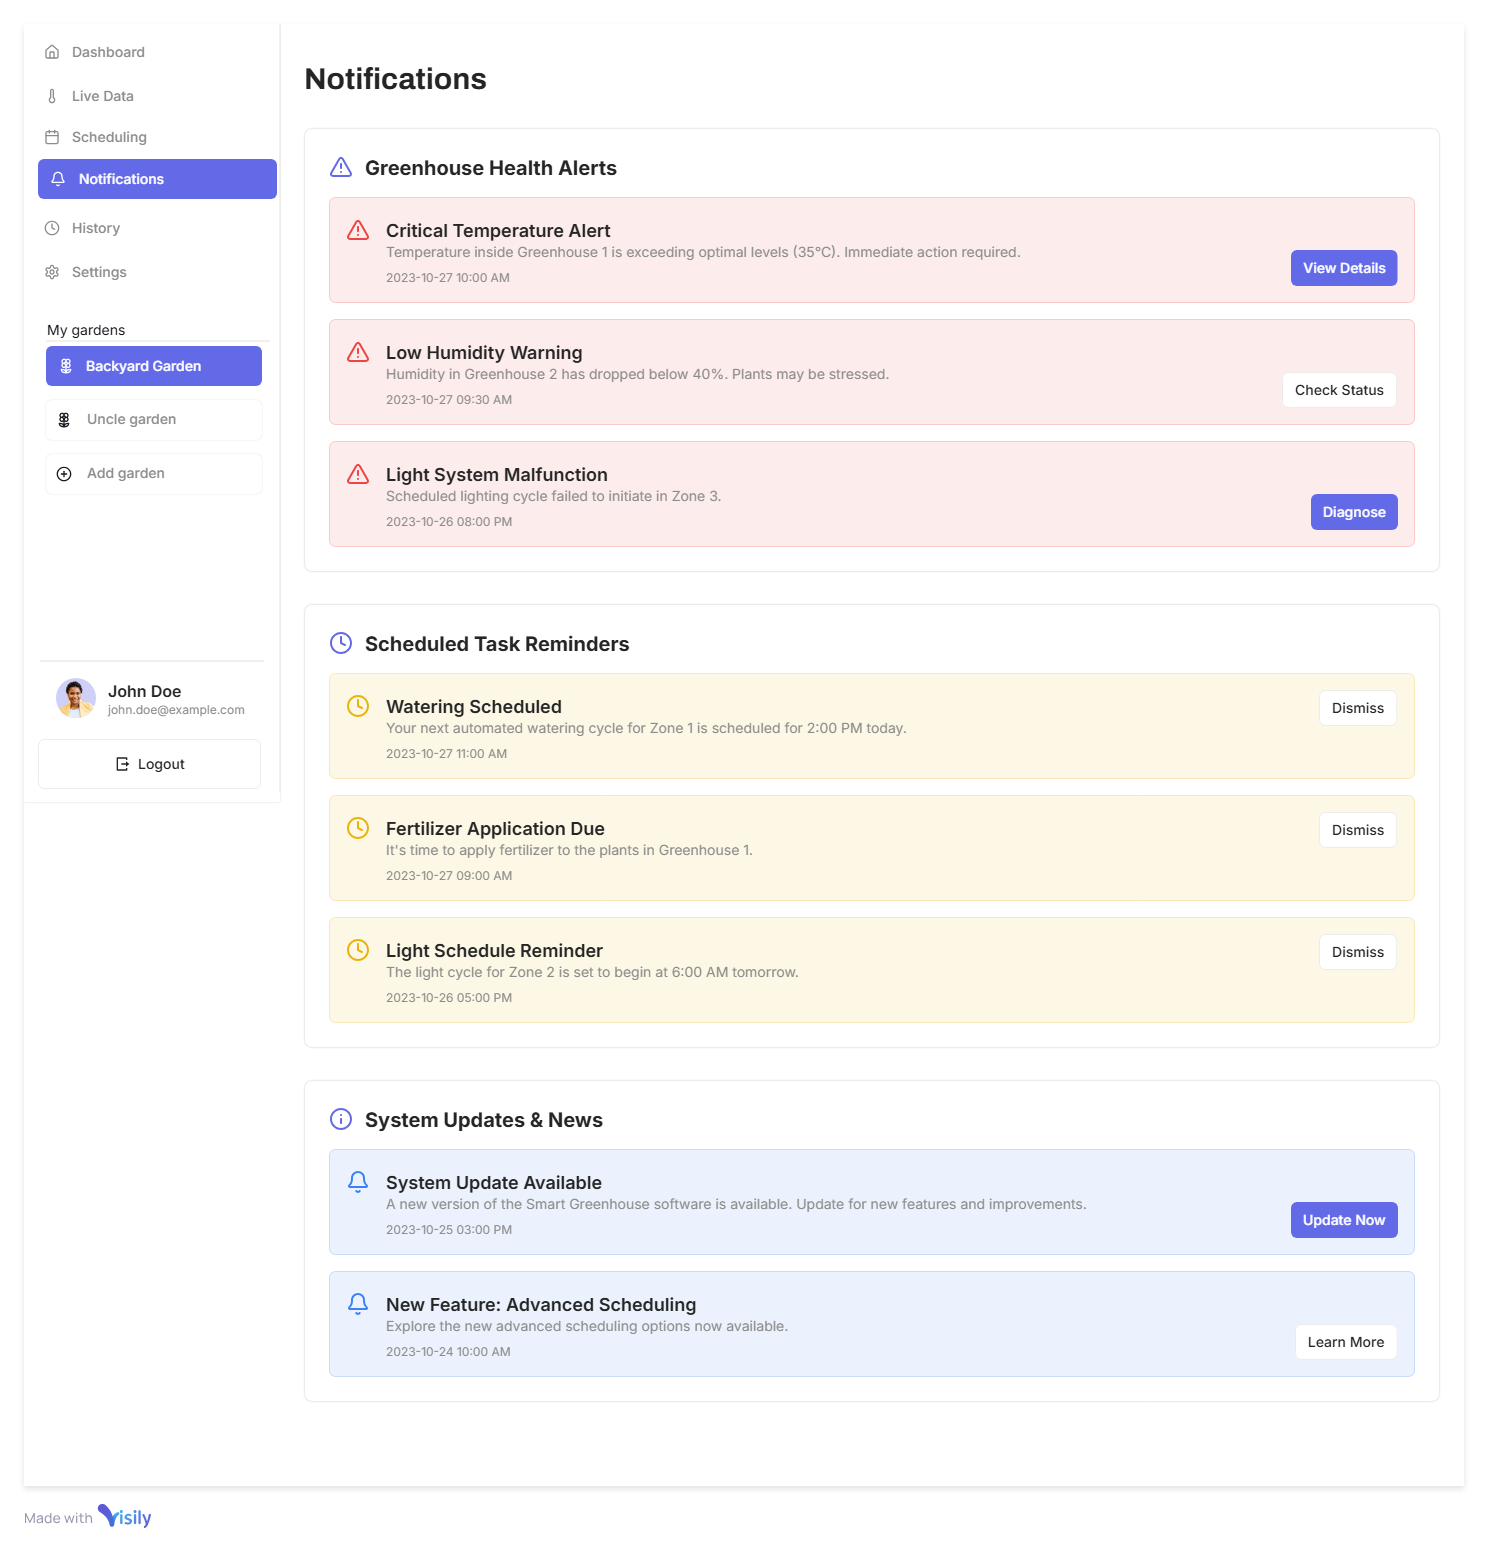 Dashboard
Live Data
Scheduling
Notifications
History
Settings
My gardens
Backyard Garden
Uncle garden
Add garden
John Doe
john.doe@example.com
Logout
Notifications
Greenhouse Health Alerts
Critical Temperature Alert
Temperature inside Greenhouse 1 is exceeding optimal levels (35°C). Immediate action required.
2023-10-27 10:00 AM
View Details
Low Humidity Warning
Humidity in Greenhouse 2 has dropped below 40%. Plants may be stressed.
2023-10-27 09:30 AM
Check Status
Light System Malfunction
Scheduled lighting cycle failed to initiate in Zone 3.
2023-10-26 08:00 PM
Diagnose
Scheduled Task Reminders
Watering Scheduled
Your next automated watering cycle for Zone 1 is scheduled for 2:00 PM today.
2023-10-27 11:00 AM
Dismiss
Fertilizer Application Due
It's time to apply fertilizer to the plants in Greenhouse 1.
2023-10-27 09:00 AM
Dismiss
Light Schedule Reminder
The light cycle for Zone 2 is set to begin at 6:00 AM tomorrow.
2023-10-26 05:00 PM
Dismiss
System Updates & News
System Update Available
A new version of the Smart Greenhouse software is available. Update for new features and improvements.
2023-10-25 03:00 PM
Update Now
New Feature: Advanced Scheduling
Explore the new advanced scheduling options now available.
2023-10-24 10:00 AM
Learn More
Made with Visily